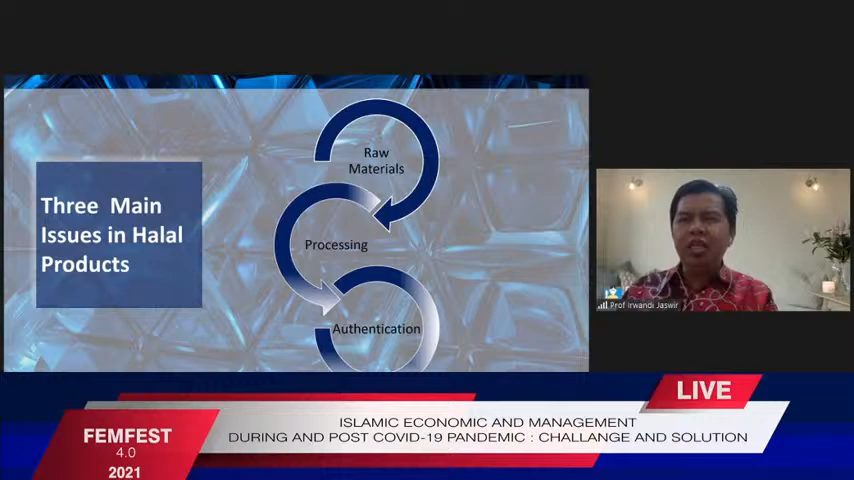 Three Main
Issues in Halal
Products
Raw
Materials
Processing
Authentication
Prof Irwandi Jaswir
LIVE
FEMFEST
4.0
2021
ISLAMIC ECONOMIC AND MANAGEMENT
DURING AND POST COVID-19 PANDEMIC : CHALLANGE AND SOLUTION